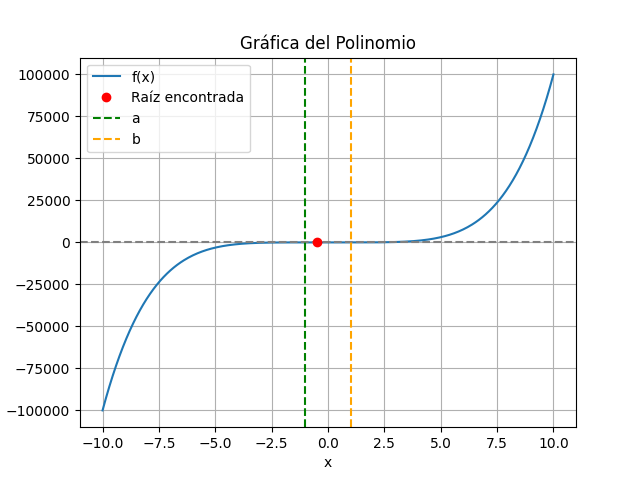 Gráfica del Polinomio
f(x)
Raíz encontrada
a
b
100000
75000
50000
25000
0
−25000
−50000
−75000
−100000
−10.0 −7.5 −5.0 −2.5 0.0 2.5 5.0 7.5 10.0
x